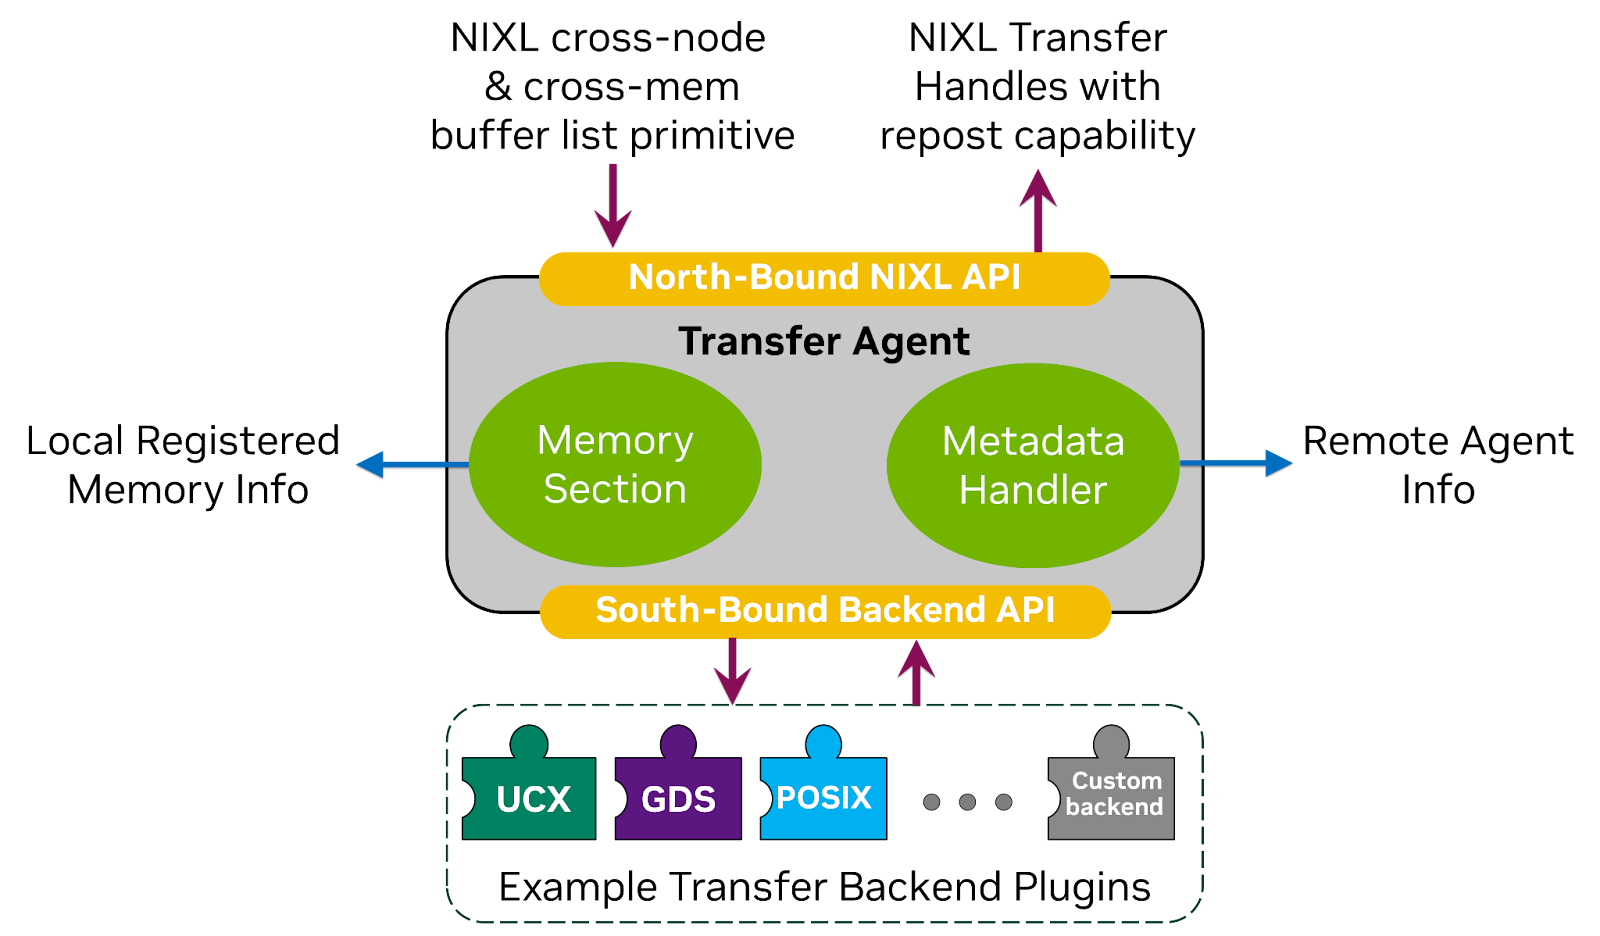 NIXL cross-node
& cross-mem
buffer list primitive
NIXL Transfer
Handles with
repost capability
North-Bound NIXL API
Transfer Agent
Local Registered
Memory Info
Memory
Section
Metadata
Handler
Remote Agent
Info
South-Bound Backend API
UCX
GDS
POSIX
Custom
backend
Example Transfer Backend Plugins